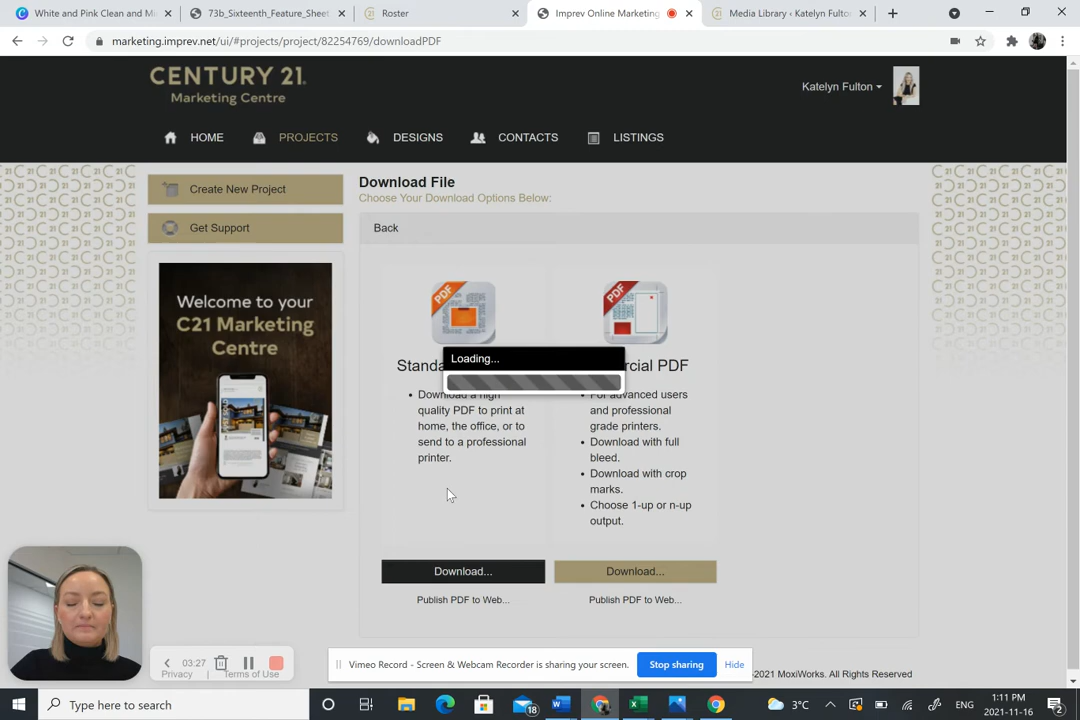 White and Pink Clean and Mi
73b_Sixteenth_Feature_Sheet
Roster
Imprev Online Marketing
Media Library ‹ Katelyn Fulton
marketing.imprev.net/ui/#projects/project/82254769/downloadPDF
CENTURY 21.
Marketing Centre
Katelyn Fulton
HOME
PROJECTS
DESIGNS
CONTACTS
LISTINGS
Create New Project
Get Support
Welcome to your
C21 Marketing
Centre
Download File
Choose Your Download Options Below:
Back
PDF
PDF
Loading...
Standa
rcial PDF
Download a high
quality PDF to print at
home, the office, or to
send to a professional
printer.
For advanced users
and professional
grade printers.
Download with full
bleed.
Download with crop
marks.
Choose 1-up or n-up
output.
Download...
Download...
Publish PDF to Web...
Publish PDF to Web...
03:27
Privacy
Terms of Use
Vimeo Record - Screen & Webcam Recorder is sharing your screen.
Stop sharing
Hide
-2021 MoxiWorks. All Rights Reserved
Type here to search
18
3°C
ENG
1:11 PM
2021-11-16
2